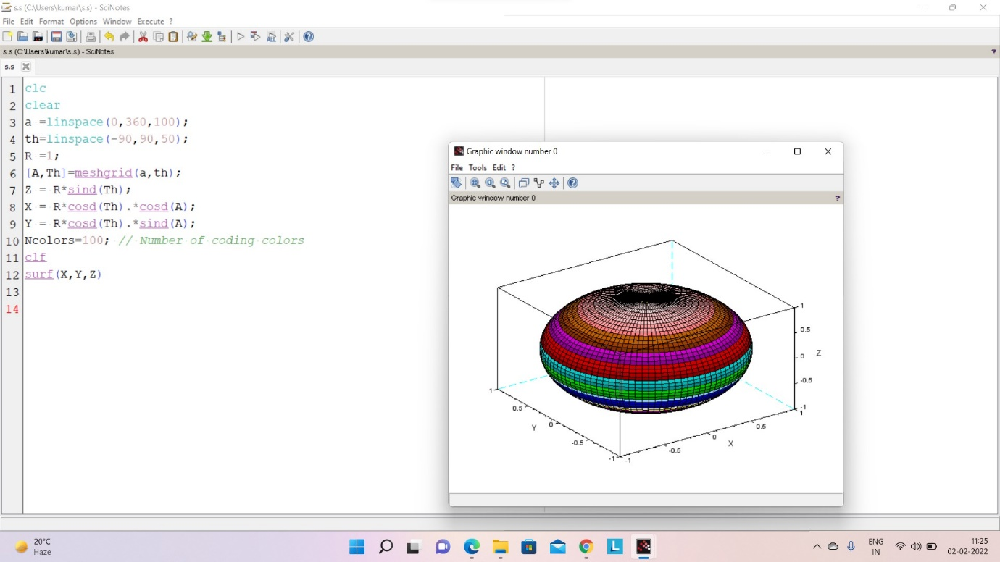 s.s (C:\Users\kumar\s.s) - SciNotes
File Edit Format Options Window Execute ?
s.s (C:\Users\kumar\s.s) - SciNotes ?
s.s
1 clc
2 clear
3 a =linspace(0,360,100);
4 th=linspace(-90,90,50);
5 R =1;
6 [A,Th]=meshgrid(a,th);
7 Z = R*sind(Th);
8 X = R*cosd(Th).*cosd(A);
9 Y = R*cosd(Th).*sind(A);
10 Ncolors=100; // Number of coding colors
11 clf
12 surf(X,Y,Z)
13
14
Graphic window number 0
File Tools Edit ?
Graphic window number 0 ?
1
0.5
0
Z
-0.5
-1
1
0.5
Y
0
-0.5
-1
-1
-0.5
0
X
0.5
1
20°C
Haze
L
ENG
IN
11:25
02-02-2022